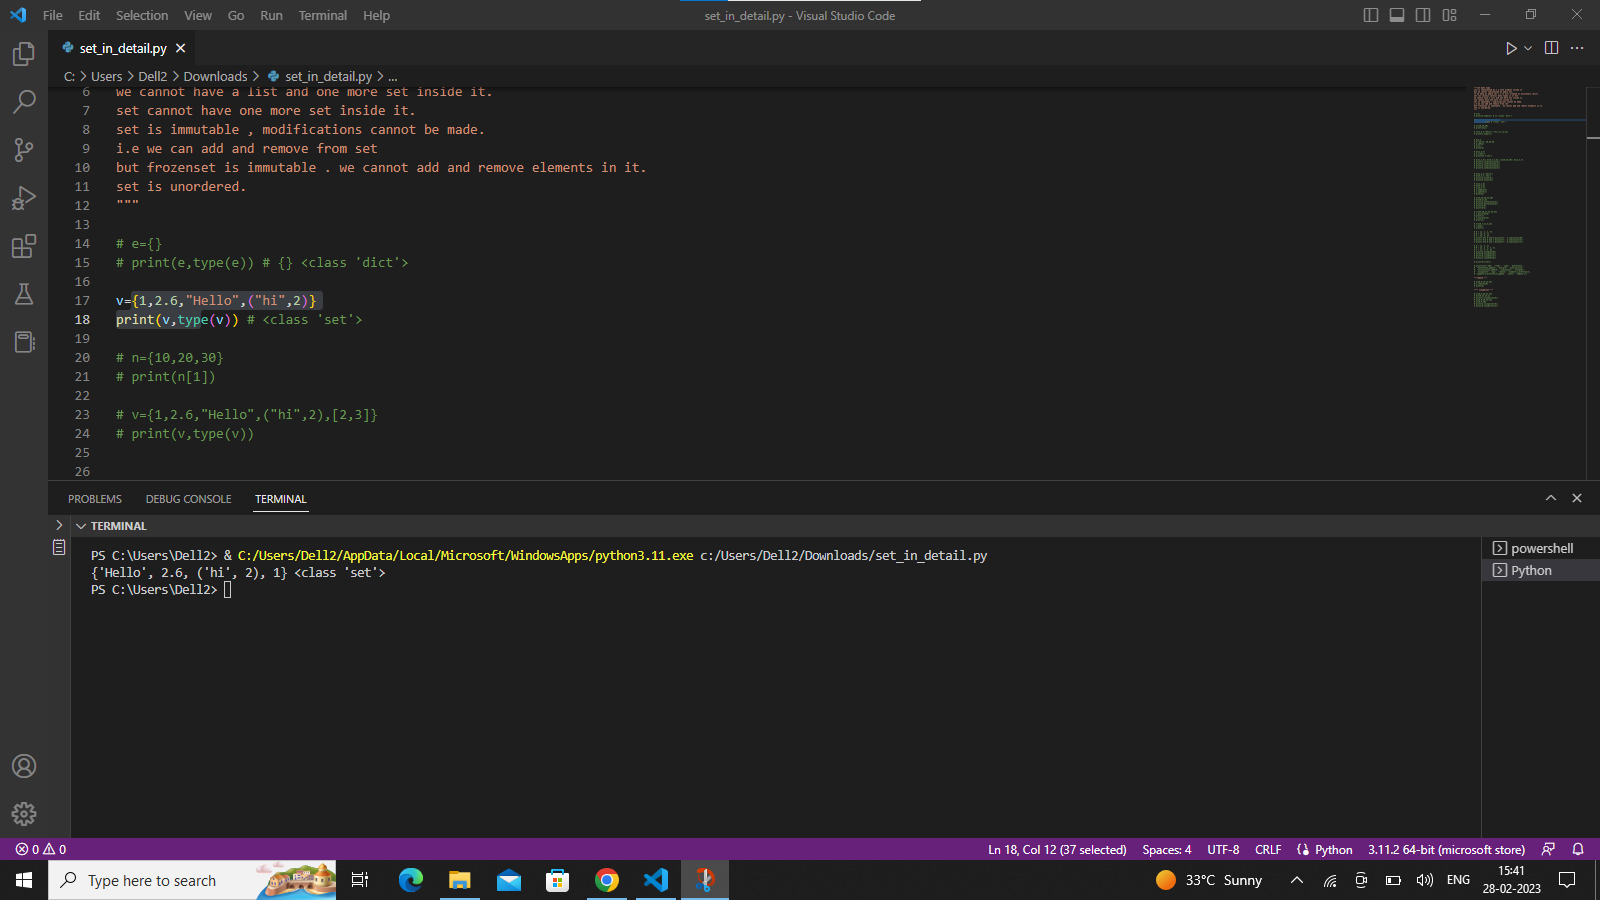 File Edit Selection View Go Run Terminal Help
set_in_detail.py - Visual Studio Code
set_in_detail.py
C: > Users > Dell2 > Downloads > set_in_detail.py > ...
6 we cannot have a list and one more set inside it.
7 set cannot have one more set inside it.
8 set is immutable , modifications cannot be made.
9 i.e we can add and remove from set
10 but frozenset is immutable . we cannot add and remove elements in it.
11 set is unordered.
12 """
13
14 # e={}
15 # print(e,type(e)) # {} <class 'dict'>
16
17 v={1,2.6,"Hello",("hi",2)}
18 print(v,type(v)) # <class 'set'>
19
20 # n={10,20,30}
21 # print(n[1])
22
23 # v={1,2.6,"Hello",("hi",2),[2,3]}
24 # print(v,type(v))
25
26
PROBLEMS DEBUG CONSOLE TERMINAL
TERMINAL
PS C:\Users\Dell2> & C:/Users/Dell2/AppData/Local/Microsoft/WindowsApps/python3.11.exe c:/Users/Dell2/Downloads/set_in_detail.py
{'Hello', 2.6, ('hi', 2), 1} <class 'set'>
PS C:\Users\Dell2>
powershell
Python
0 0
Ln 18, Col 12 (37 selected) Spaces: 4 UTF-8 CRLF Python 3.11.2 64-bit (microsoft store)
Type here to search
33°C Sunny
ENG
15:41
28-02-2023